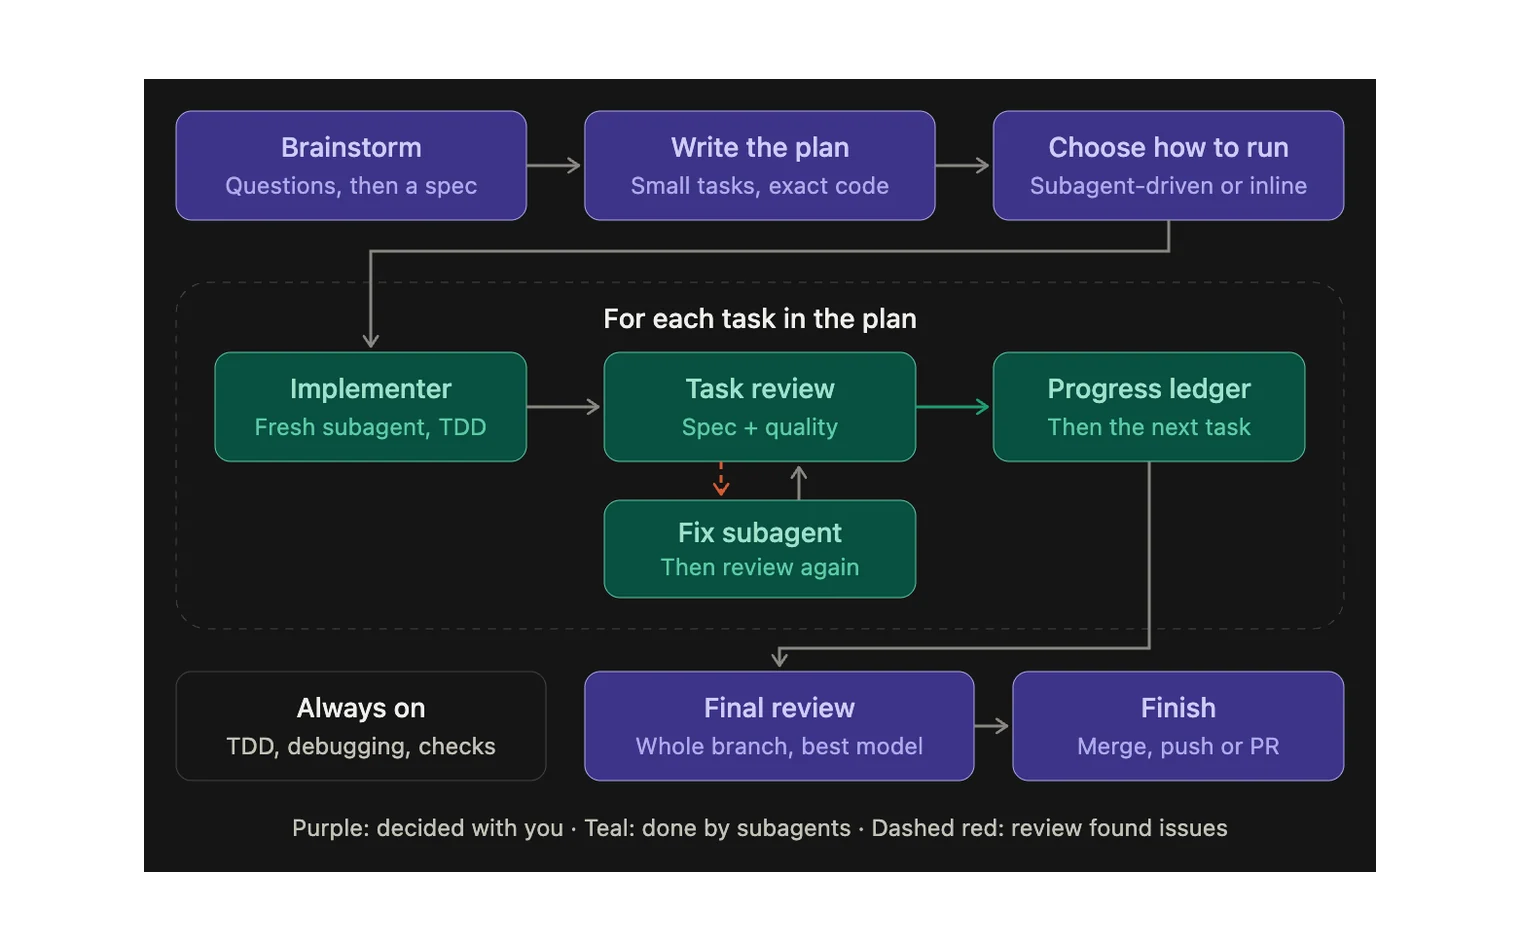 Brainstorm
Questions, then a spec
Write the plan
Small tasks, exact code
Choose how to run
Subagent-driven or inline
For each task in the plan
Implementer
Fresh subagent, TDD
Task review
Spec + quality
Progress ledger
Then the next task
Fix subagent
Then review again
Always on
TDD, debugging, checks
Final review
Whole branch, best model
Finish
Merge, push or PR
Purple: decided with you · Teal: done by subagents · Dashed red: review found issues